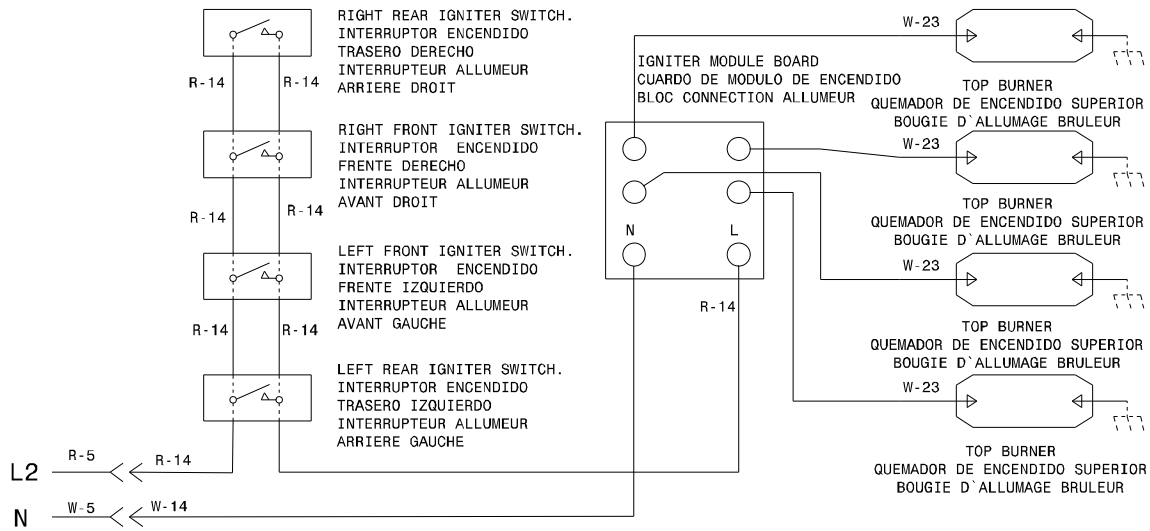 RIGHT REAR IGNITER SWITCH.
INTERRUPTOR ENCENDIDO
TRASERO DERECHO
INTERRUPTEUR ALLUMEUR
ARRIERE DROIT
R-14
R-14
RIGHT FRONT IGNITER SWITCH.
INTERRUPTOR ENCENDIDO
FRENTE DERECHO
INTERRUPTEUR ALLUMEUR
AVANT DROIT
R-14
R-14
LEFT FRONT IGNITER SWITCH.
INTERRUPTOR ENCENDIDO
FRENTE IZQUIERDO
INTERRUPTEUR ALLUMEUR
AVANT GAUCHE
R-14
R-14
LEFT REAR IGNITER SWITCH.
INTERRUPTOR ENCENDIDO
TRASERO IZQUIERDO
INTERRUPTEUR ALLUMEUR
ARRIERE GAUCHE
L2
R-5
R-14
N
W-5
W-14
IGNITER MODULE BOARD
CUARDO DE MODULO DE ENCENDIDO
BLOC CONNECTION ALLUMEUR
N
L
R-14
W-23
TOP BURNER
QUEMADOR DE ENCENDIDO SUPERIOR
BOUGIE D`ALLUMAGE BRULEUR
W-23
TOP BURNER
QUEMADOR DE ENCENDIDO SUPERIOR
BOUGIE D`ALLUMAGE BRULEUR
W-23
TOP BURNER
QUEMADOR DE ENCENDIDO SUPERIOR
BOUGIE D`ALLUMAGE BRULEUR
W-23
TOP BURNER
QUEMADOR DE ENCENDIDO SUPERIOR
BOUGIE D`ALLUMAGE BRULEUR